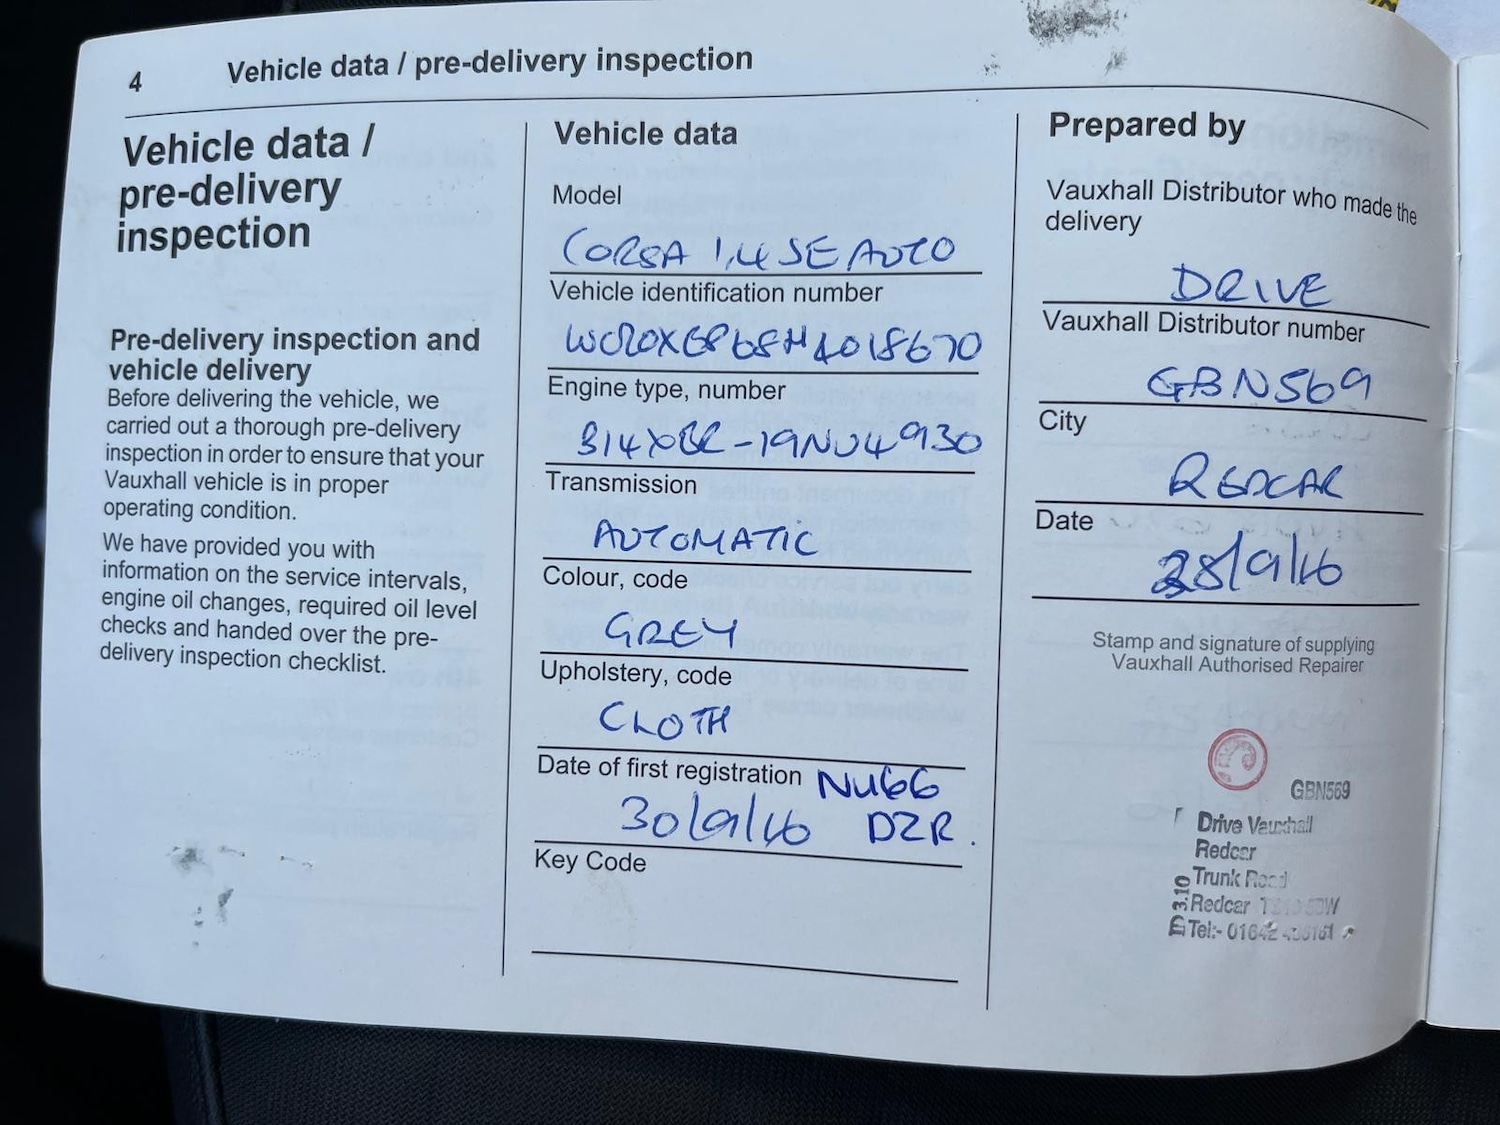 4
Vehicle data / pre-delivery inspection
Vehicle data /
pre-delivery
inspection
Pre-delivery inspection and
vehicle delivery
Before delivering the vehicle, we
carried out a thorough pre-delivery
inspection in order to ensure that your
Vauxhall vehicle is in proper
operating condition.
We have provided you with
information on the service intervals,
engine oil changes, required oil level
checks and handed over the pre-
delivery inspection checklist.
Vehicle data
Model
CORSA 1,4 SE AUTO
Vehicle identification number
Engine type, number
B14XER-19NU4930
Transmission
AUTOMATIC
Colour, code
GREY
Upholstery, code
CLOTH
Date of first registration NU66
30/9/16 DZR.
Key Code
Prepared by
Vauxhall Distributor who made the
delivery
DRIVE
Vauxhall Distributor number
GBN569
City
REDCAR
Date
28/9/16
Stamp and signature of supplying
Vauxhall Authorised Repairer
GBN569
Drive Vauxhall
Redcar
Trunk Road
Redcar
Tel:- 01642